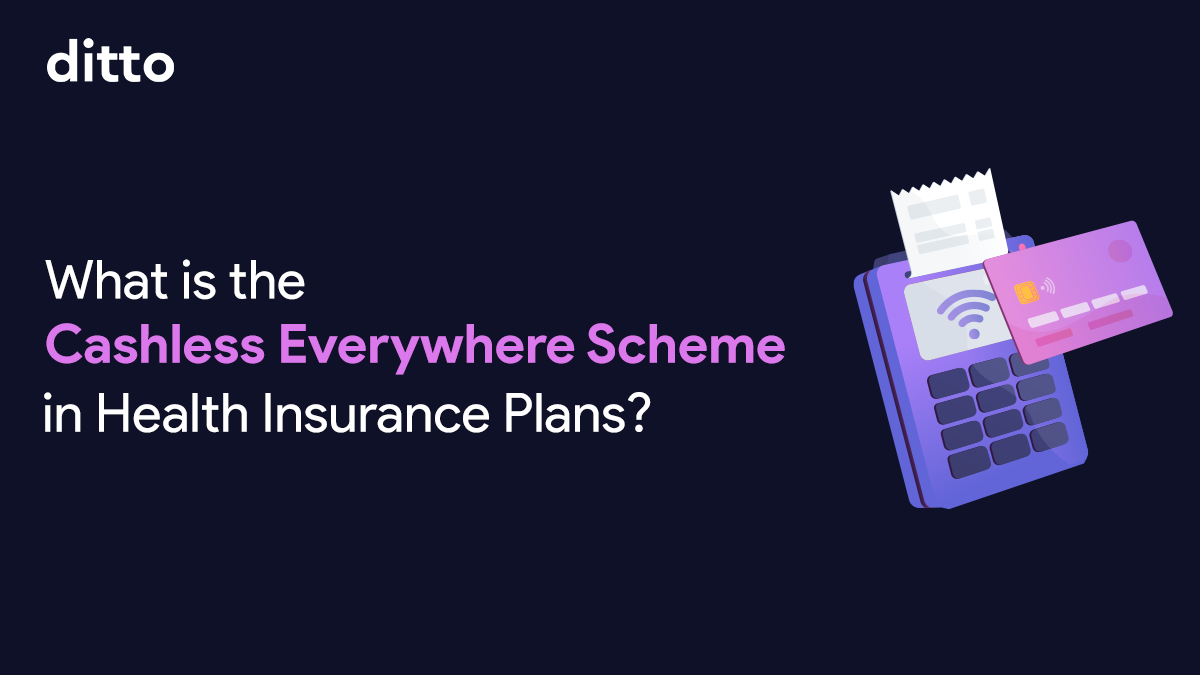 ditto
What is the
Cashless Everywhere Scheme
in Health Insurance Plans?